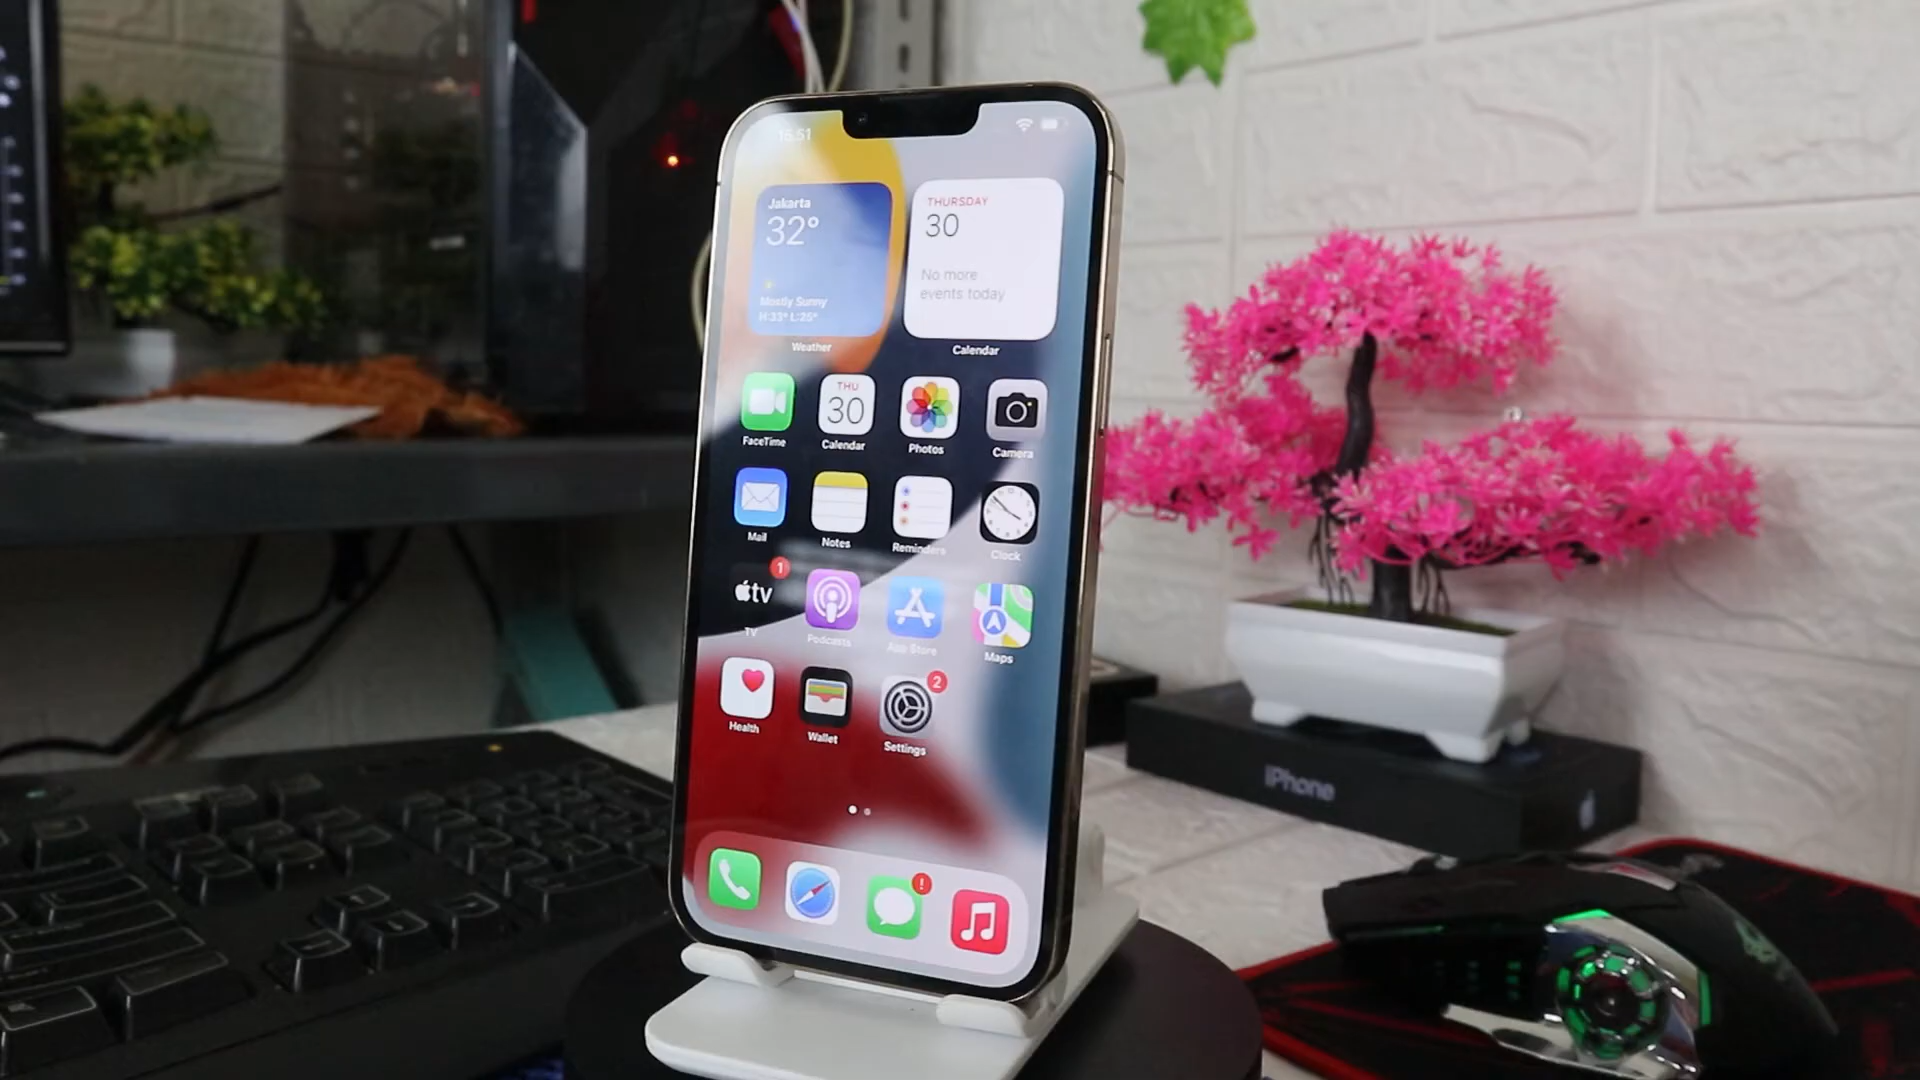 15:51
Jakarta
32°
Mostly Sunny
H:33° L:25°
Weather
THURSDAY
30
No more
events today
Calendar
THU
30
FaceTime
Calendar
Photos
Camera
Mail
Notes
Reminders
Clock
tv
1
TV
Podcasts
App Store
Maps
2
Health
Wallet
Settings
!
iPhone